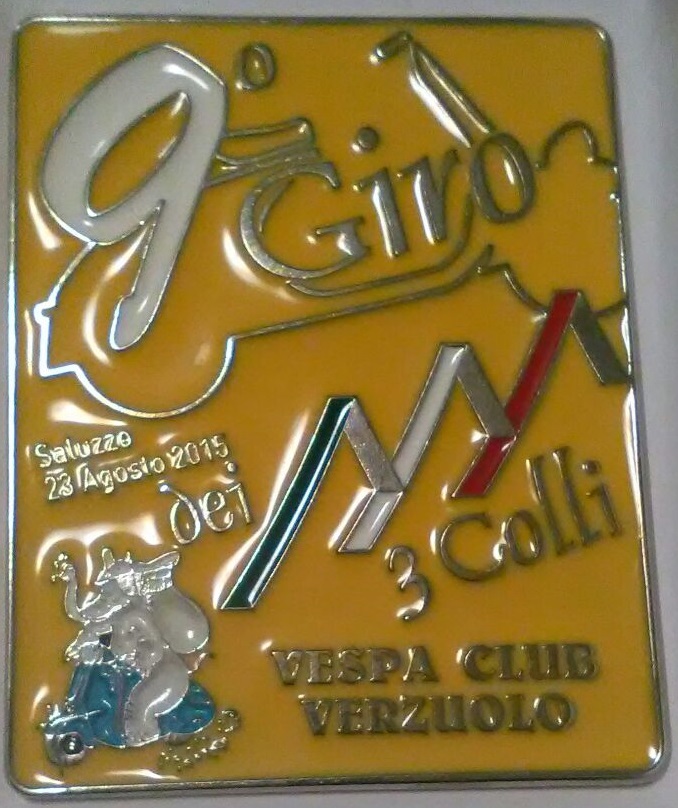 9° Giro
Saluzzo
23 Agosto 2015
dei
3 Colli
VESPA CLUB
VERZUOLO